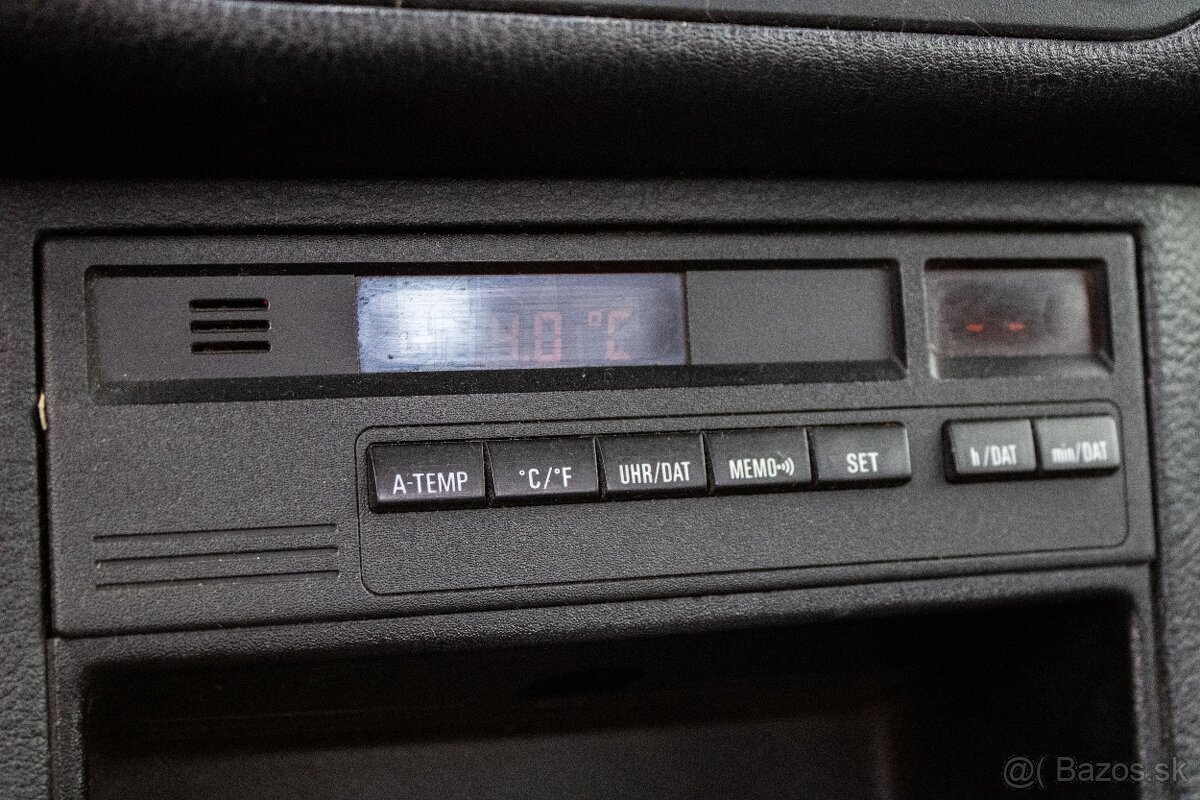 4.0 °C
-- --
A-TEMP °C/°F UHR/DAT MEMO SET h/DAT min/DAT
@( Bazos.sk